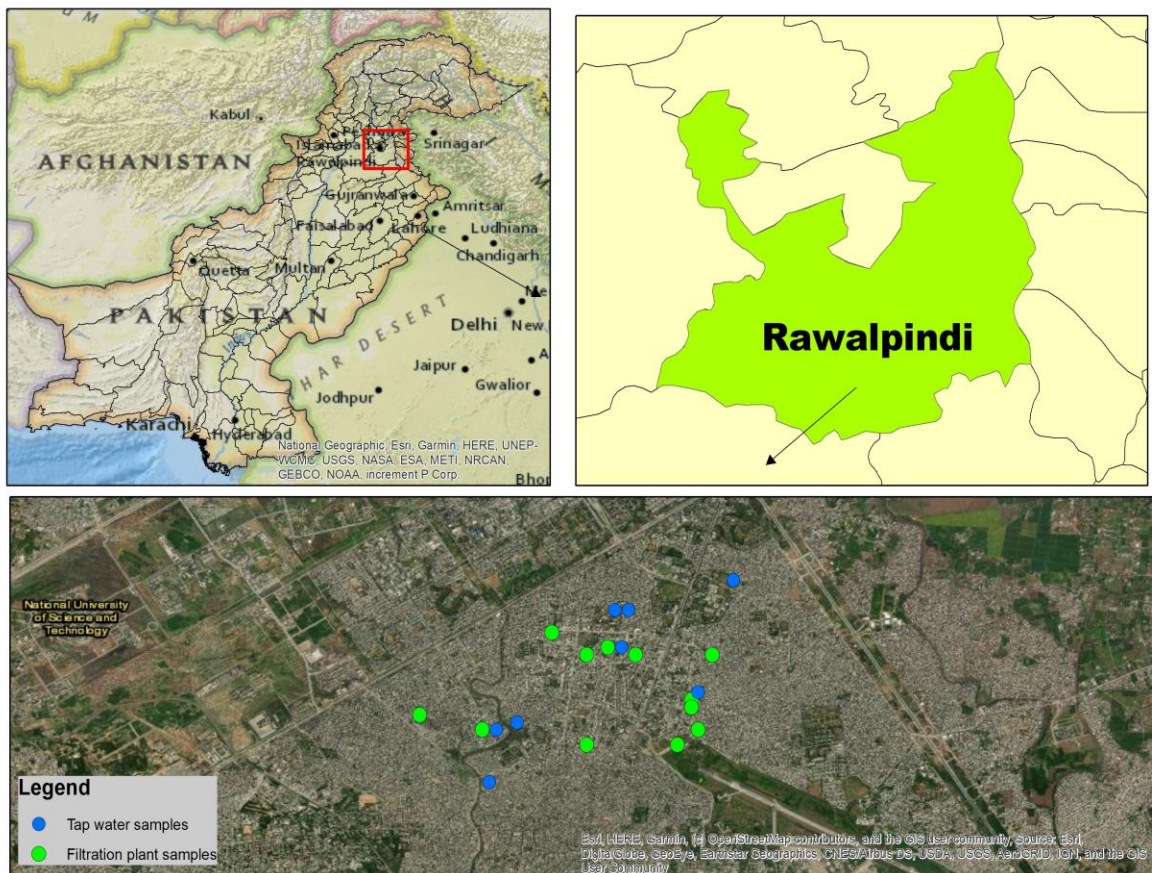 Kabul
AFGHANISTAN
Islamabad
Rawalpindi
Srinagar
Gujranwala
Amritsar
Faisalabad
Lahore
Ludhiana
Chandigarh
Quetta
Multan
PAKISTAN
Delhi
New
HAR DESERT
Jaipur
Jodhpur
Gwalior
Karachi
Hyderabad
National Geographic, Esri, Garmin, HERE, UNEP-
WCMC, USGS, NASA, ESA, METI, NRCAN,
GEBCO, NOAA, increment P Corp.
Bhor
Rawalpindi
National University
of Science and
Technology
Legend
Tap water samples
Filtration plant samples
Esri, HERE, Garmin, (c) OpenStreetMap contributors, and the GIS user community, Source: Esri,
DigitalGlobe, GeoEye, Earthstar Geographics, CNES/Airbus DS, USDA, USGS, AeroGRID, IGN, and the GIS
User Community